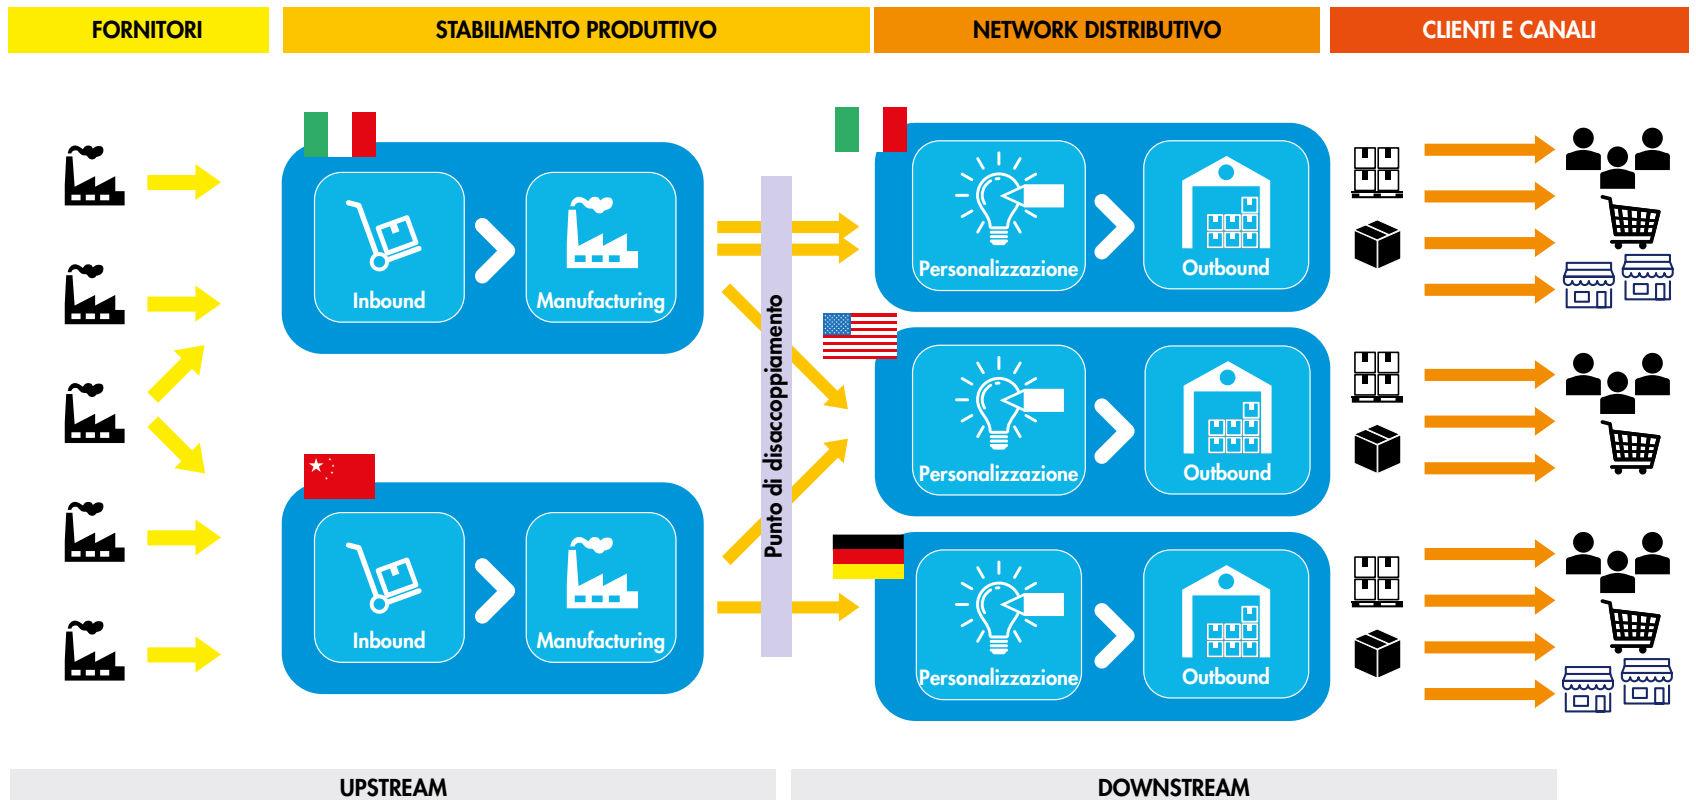 FORNITORI
STABILIMENTO PRODUTTIVO
NETWORK DISTRIBUTIVO
CLIENTI E CANALI
Inbound
Manufacturing
Inbound
Manufacturing
Punto di disaccoppiamento
Personalizzazione
Outbound
Personalizzazione
Outbound
Personalizzazione
Outbound
UPSTREAM
DOWNSTREAM